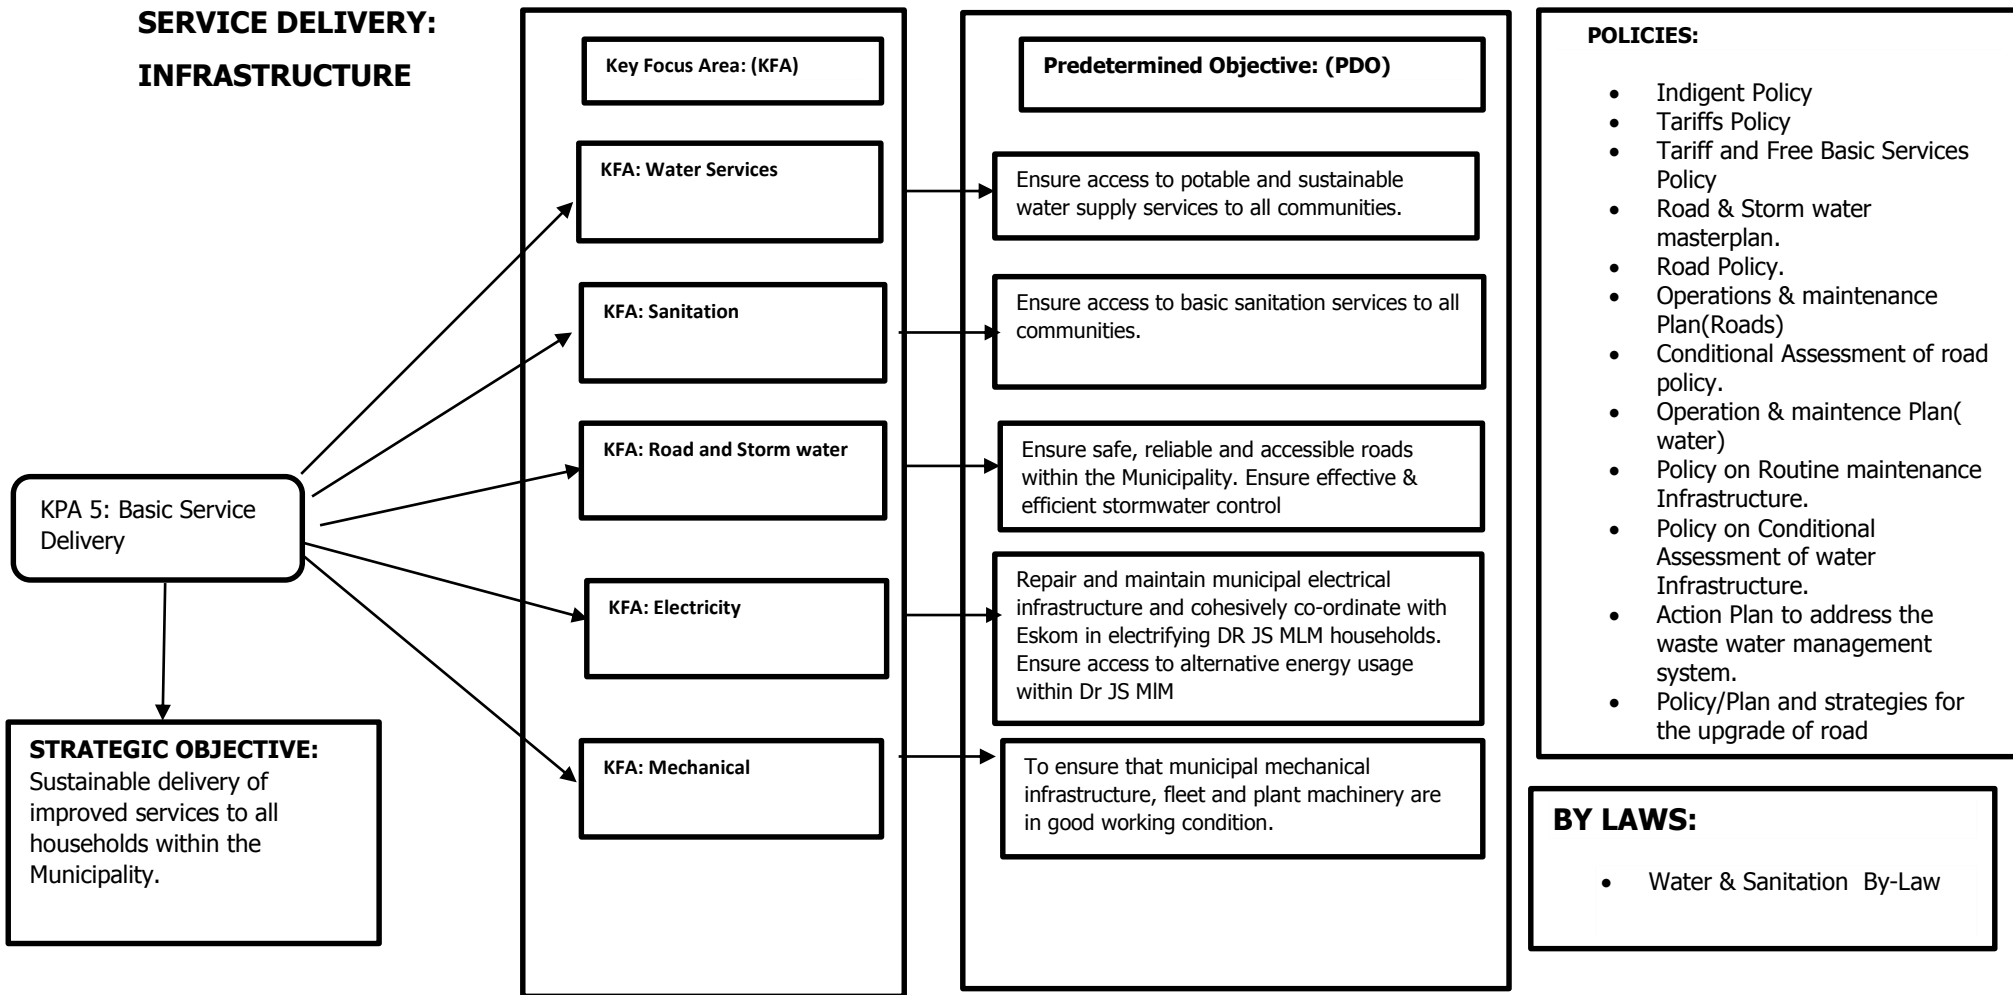 SERVICE DELIVERY:
INFRASTRUCTURE
KPA 5: Basic Service
Delivery
STRATEGIC OBJECTIVE:
Sustainable delivery of
improved services to all
households within the
Municipality.
Key Focus Area: (KFA)
KFA: Water Services
KFA: Sanitation
KFA: Road and Storm water
KFA: Electricity
KFA: Mechanical
Predetermined Objective: (PDO)
Ensure access to potable and sustainable
water supply services to all communities.
Ensure access to basic sanitation services to all
communities.
Ensure safe, reliable and accessible roads
within the Municipality. Ensure effective &
efficient stormwater control
Repair and maintain municipal electrical
infrastructure and cohesively co-ordinate with
Eskom in electrifying DR JS MLM households.
Ensure access to alternative energy usage
within Dr JS MlM
To ensure that municipal mechanical
infrastructure, fleet and plant machinery are
in good working condition.
POLICIES:
• Indigent Policy
• Tariffs Policy
• Tariff and Free Basic Services
Policy
• Road & Storm water
masterplan.
• Road Policy.
• Operations & maintenance
Plan(Roads)
• Conditional Assessment of road
policy.
• Operation & maintence Plan(
water)
• Policy on Routine maintenance
Infrastructure.
• Policy on Conditional
Assessment of water
Infrastructure.
• Action Plan to address the
waste water management
system.
• Policy/Plan and strategies for
the upgrade of road
BY LAWS:
• Water & Sanitation By-Law